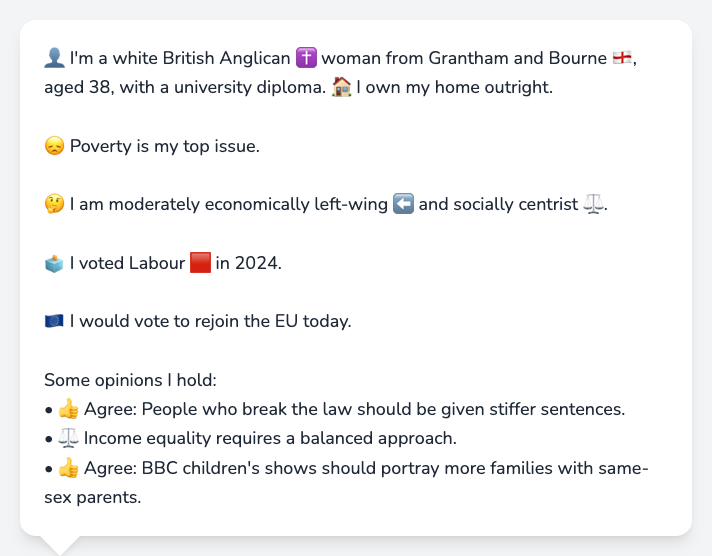 👤 I'm a white British Anglican ✝️ woman from Grantham and Bourne 🏴󠁧󠁢󠁥󠁮󠁧󠁿,
aged 38, with a university diploma. 🏠 I own my home outright.
😞 Poverty is my top issue.
🤔 I am moderately economically left-wing ⬅️ and socially centrist ⚖️.
🗳️ I voted Labour 🟥 in 2024.
🇪🇺 I would vote to rejoin the EU today.
Some opinions I hold:
• 👍 Agree: People who break the law should be given stiffer sentences.
• ⚖️ Income equality requires a balanced approach.
• 👍 Agree: BBC children's shows should portray more families with same-
sex parents.